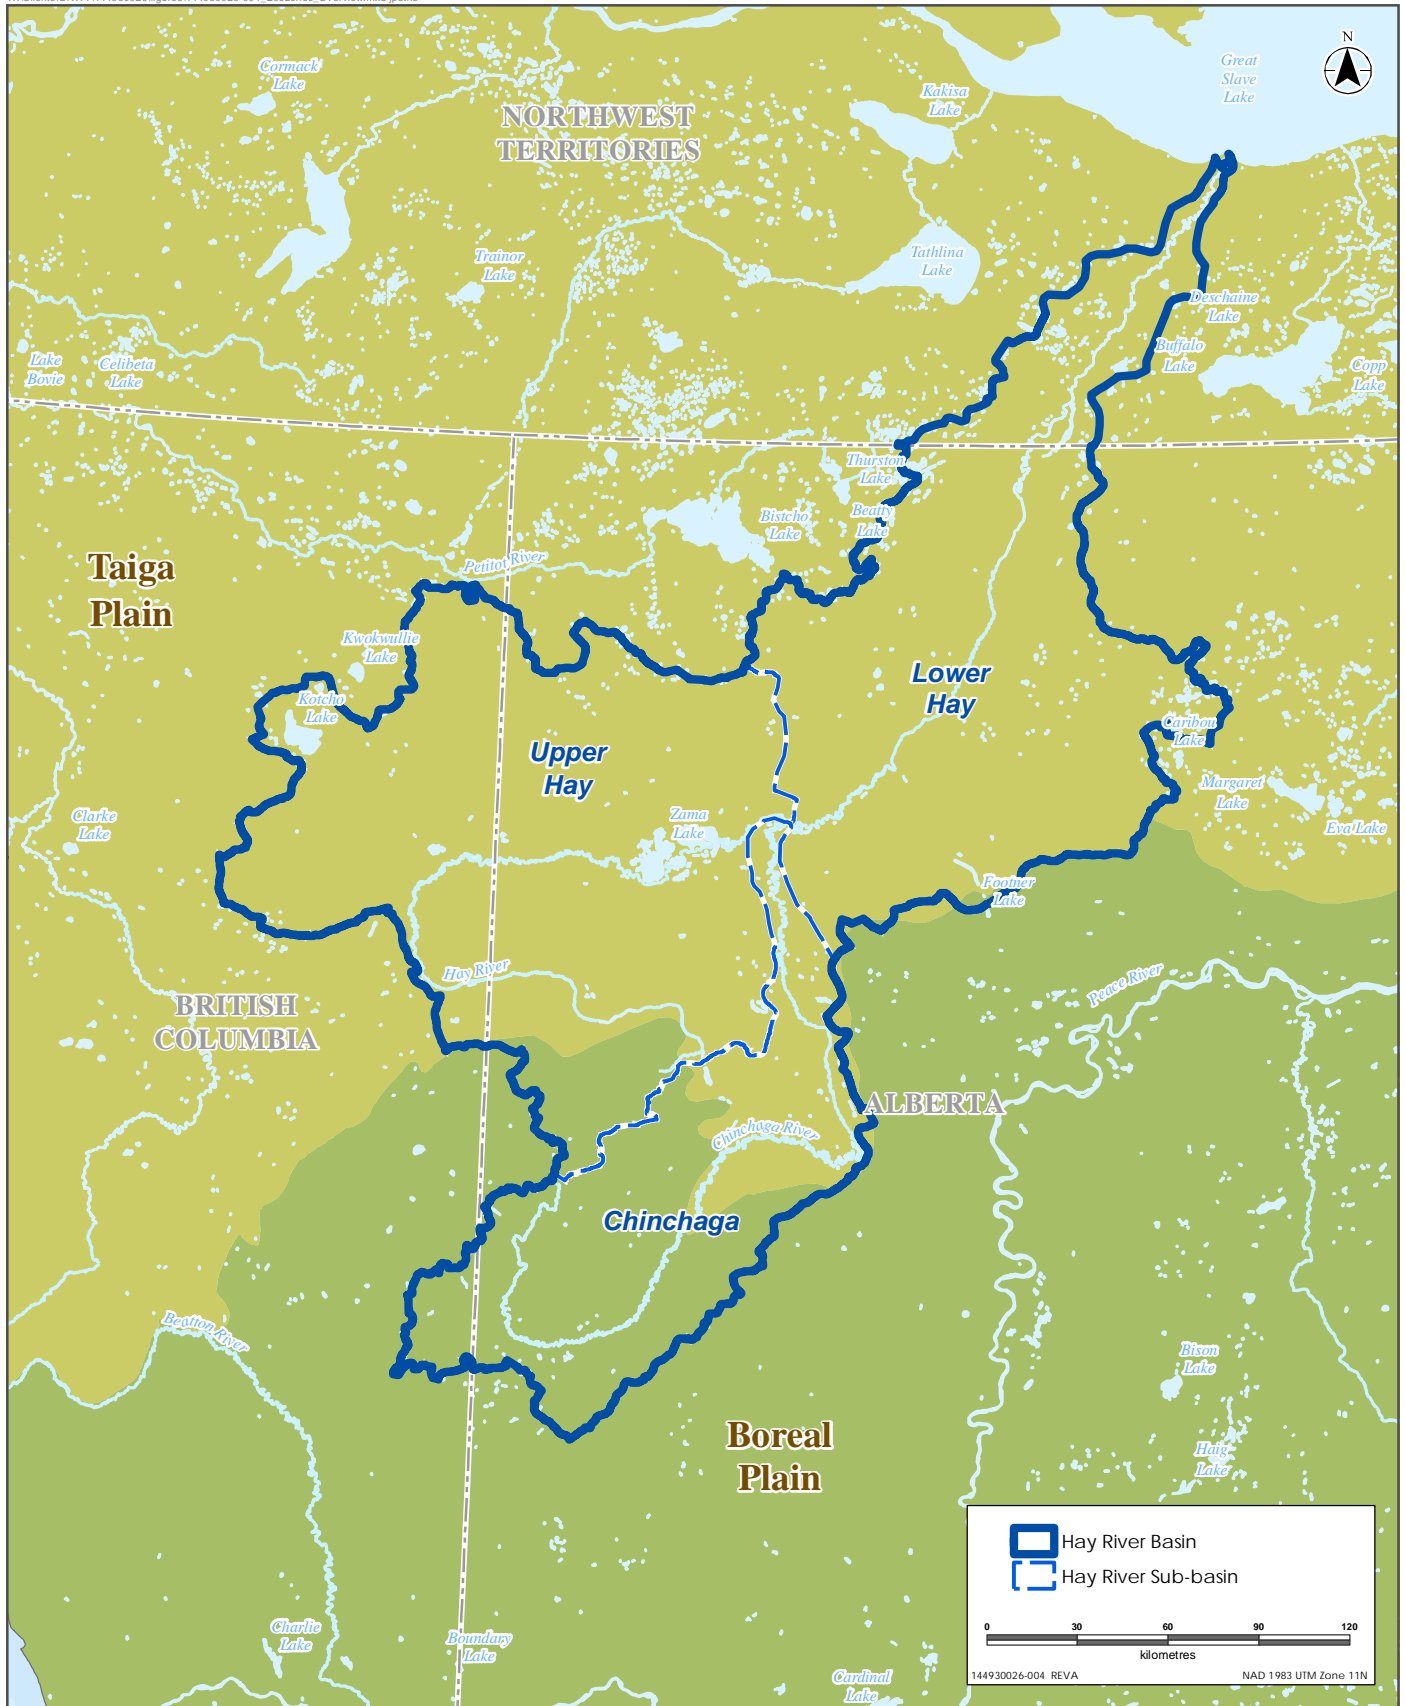 N
Great
Slave
Lake
Cormack
Lake
Kakisa
Lake
NORTHWEST
TERRITORIES
Trainor
Lake
Tathlina
Lake
Deschaine
Lake
Buffalo
Lake
Copp
Lake
Lake
Bovie
Celibeta
Lake
Thurston
Lake
Bistcho
Lake
Beatty
Lake
Petitot River
Taiga
Plain
Kwokwullie
Lake
Kotcho
Lake
Lower
Hay
Upper
Hay
Caribou
Lake
Margaret
Lake
Eva Lake
Zama
Lake
Clarke
Lake
Footner
Lake
Hay River
Peace River
BRITISH
COLUMBIA
ALBERTA
Chinchaga River
Chinchaga
Beatton River
Bison
Lake
Boreal
Plain
Haig
Lake
Charlie
Lake
Boundary
Lake
Cardinal
Lake
Hay River Basin
Hay River Sub-basin
0 30 60 90 120
kilometres
144930026-004 REVA NAD 1983 UTM Zone 11N